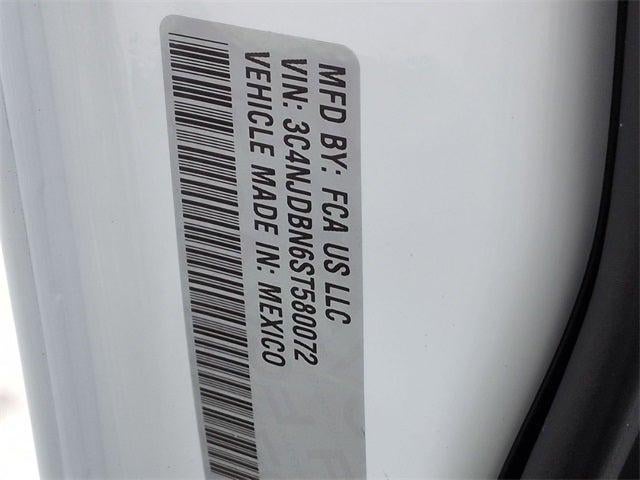 MFD BY: FCA US LLC
VIN: 3C4NJDBN6ST580072
VEHICLE MADE IN: MEXICO